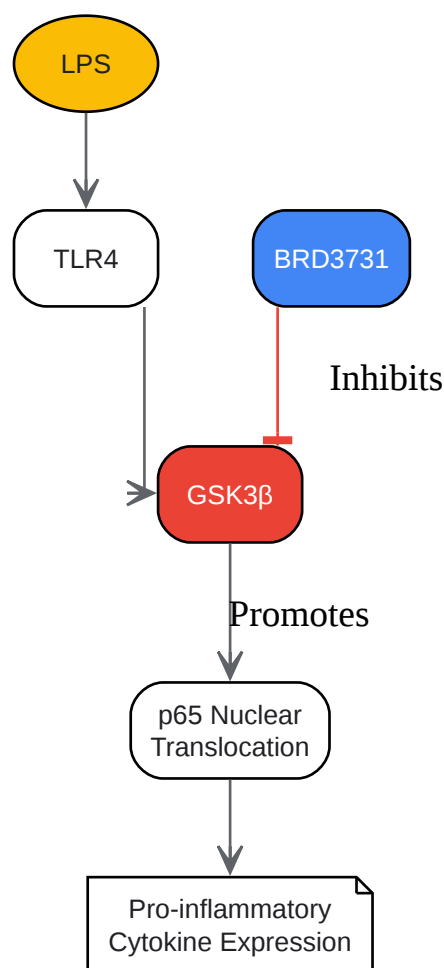 LPS
TLR4
BRD3731
Inhibits
GSK3β
Promotes
p65 Nuclear
Translocation
Pro-inflammatory
Cytokine Expression